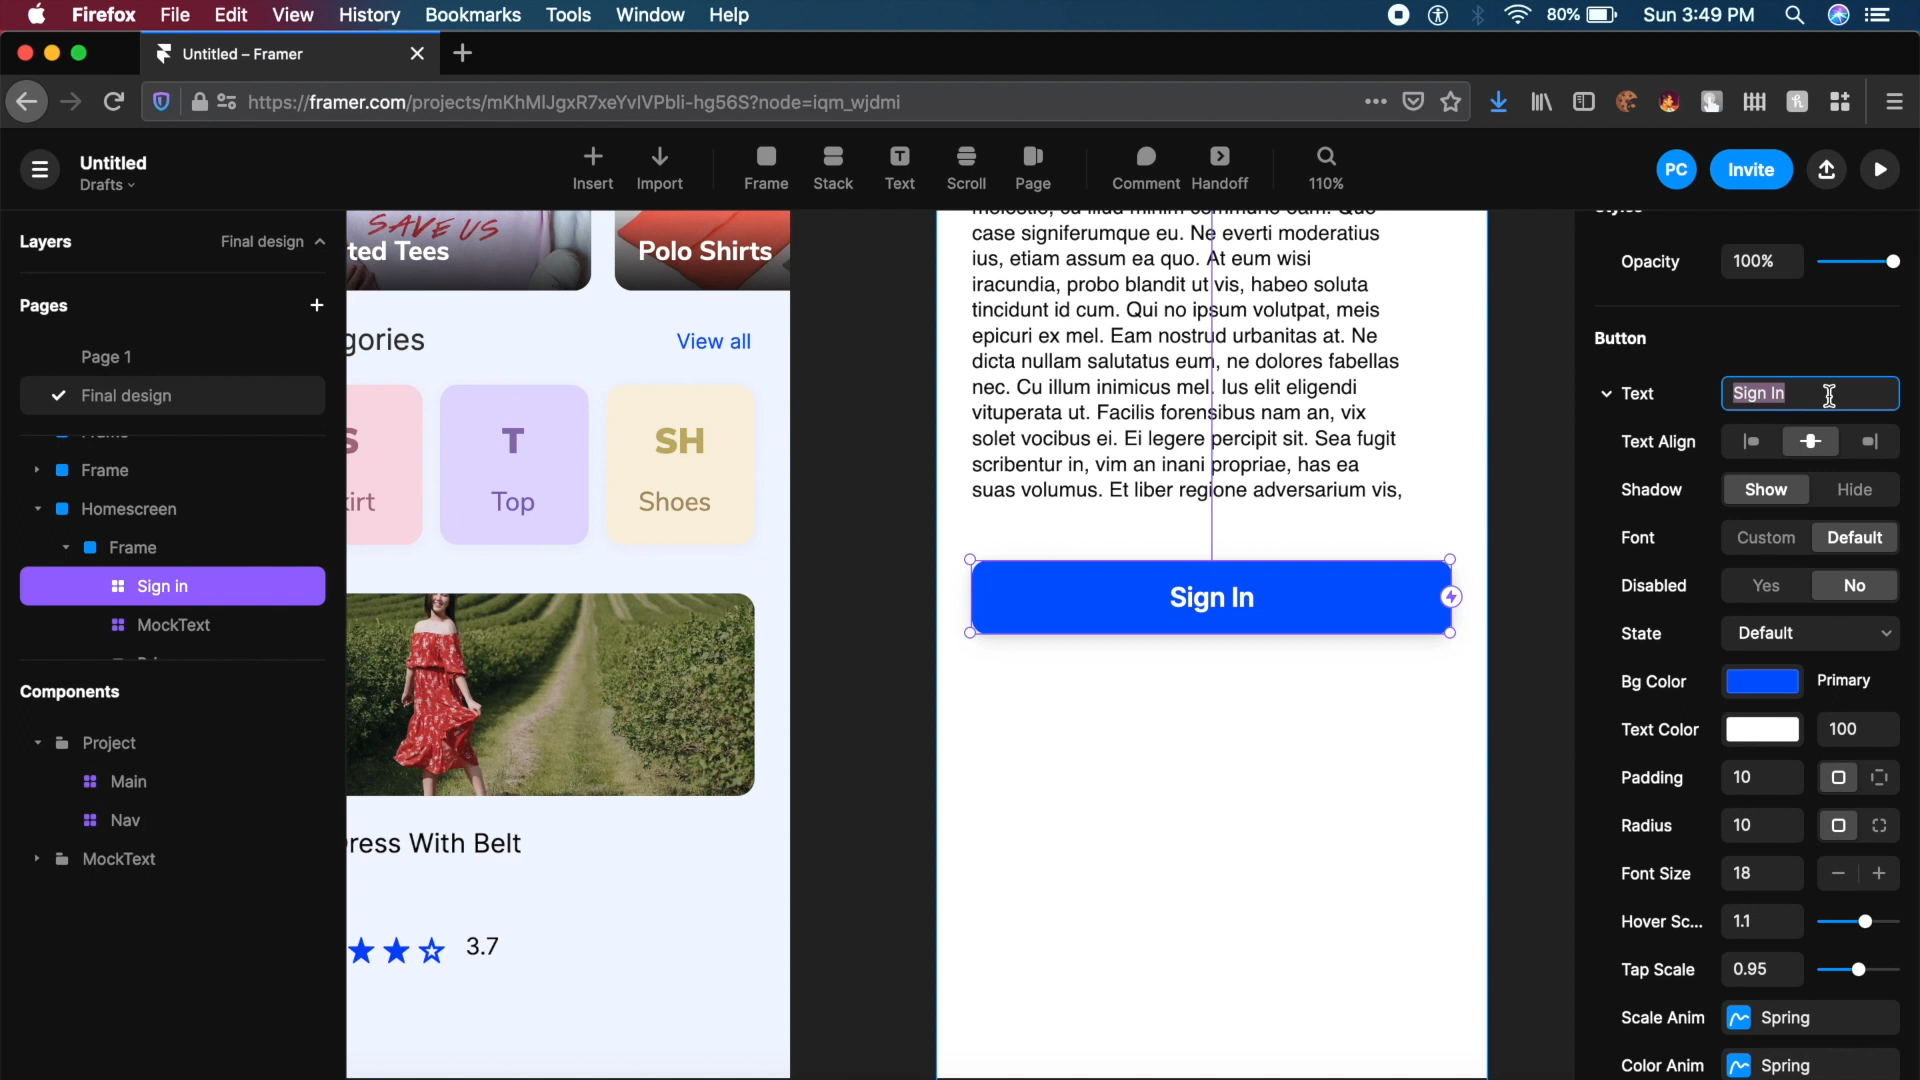 Firefox File Edit View History Bookmarks Tools Window Help 80% Sun 3:49 PM
Untitled – Framer
https://framer.com/projects/mKhMIJgxR7xeYvIVPbli-hg56S?node=iqm_wjdmi
Untitled
Drafts
Insert Import Frame Stack Text Scroll Page Comment Handoff 110%
PC Invite
Layers Final design
Pages
Page 1
Final design
Frame
Homescreen
Frame
Sign in
MockText
Components
Project
Main
Nav
MockText
SAVE US
ted Tees
Polo Shirts
gories View all
S T SH
irt Top Shoes
ress With Belt
3.7
case signiferumque eu. Ne everti moderatius
ius, etiam assum ea quo. At eum wisi
iracundia, probo blandit ut vis, habeo soluta
tincidunt id cum. Qui no ipsum volutpat, meis
epicuri ex mel. Eam nostrud urbanitas at. Ne
dicta nullam salutatus eum, ne dolores fabellas
nec. Cu illum inimicus mel. Ius elit eligendi
vituperata ut. Facilis forensibus nam an, vix
solet vocibus ei. Ei legere percipit sit. Sea fugit
scribentur in, vim an inani propriae, has ea
suas volumus. Et liber regione adversarium vis,
Sign In
Styles
Opacity 100%
Button
Text Sign In
Text Align
Shadow Show Hide
Font Custom Default
Disabled Yes No
State Default
Bg Color Primary
Text Color 100
Padding 10
Radius 10
Font Size 18
Hover Sc... 1.1
Tap Scale 0.95
Scale Anim Spring
Color Anim Spring